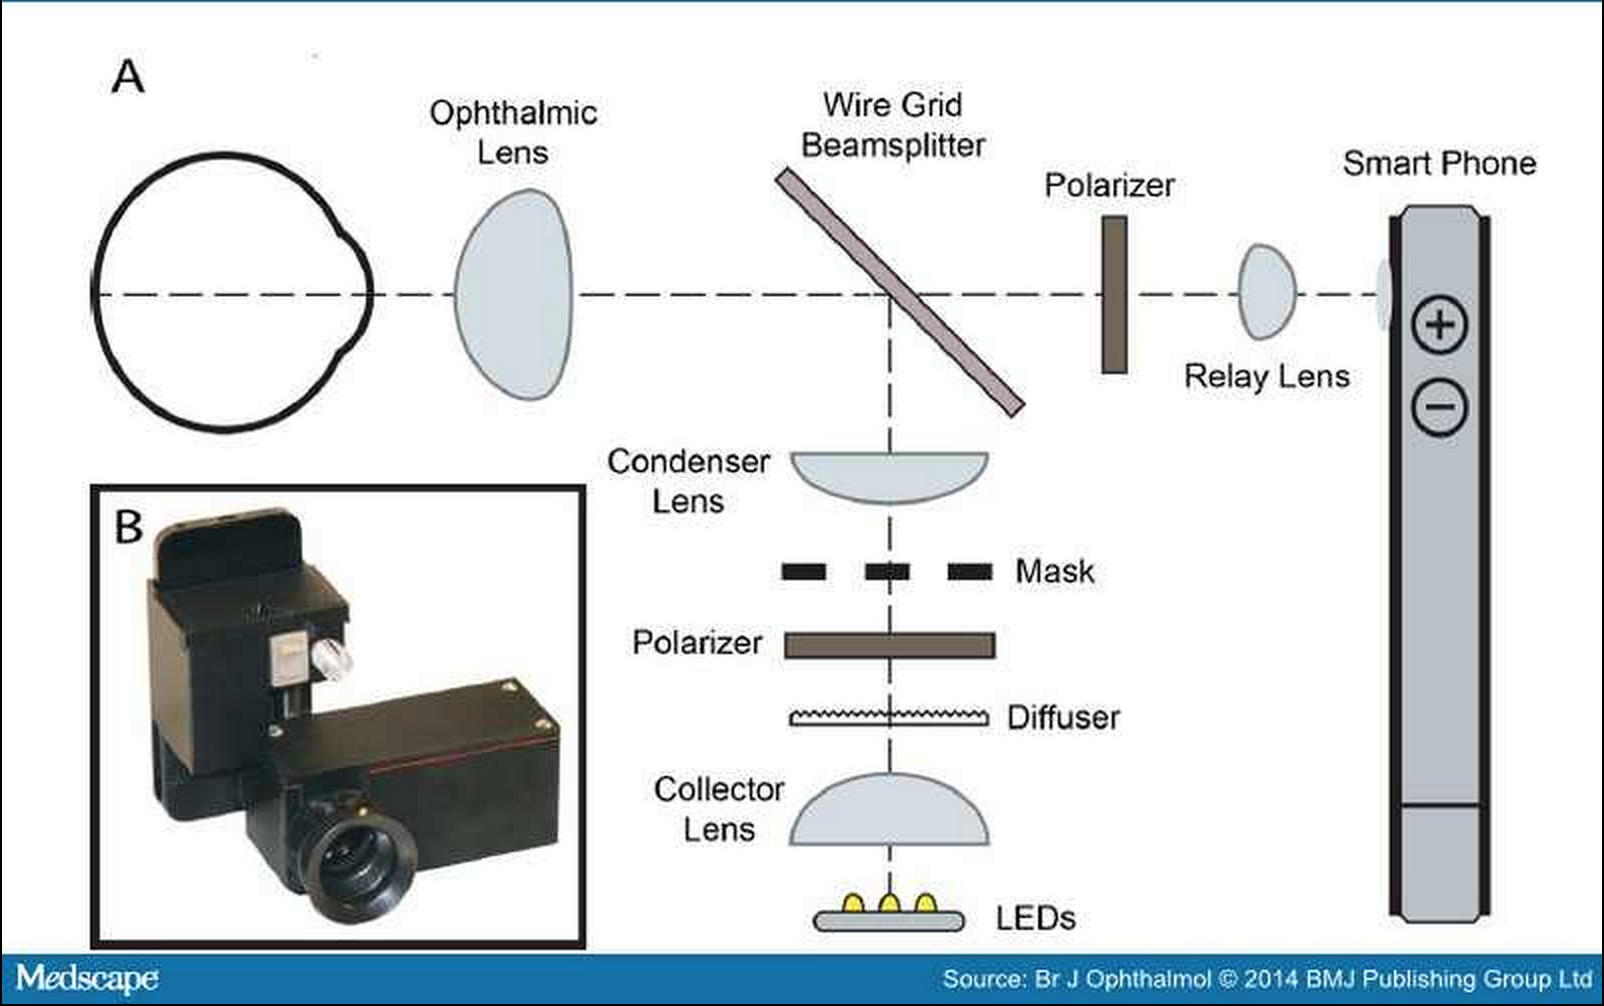 A
Ophthalmic
Lens
Wire Grid
Beamsplitter
Polarizer
Smart Phone
Relay Lens
Condenser
Lens
Mask
Polarizer
Diffuser
Collector
Lens
LEDs
B
Medscape
Source: Br J Ophthalmol © 2014 BMJ Publishing Group Ltd